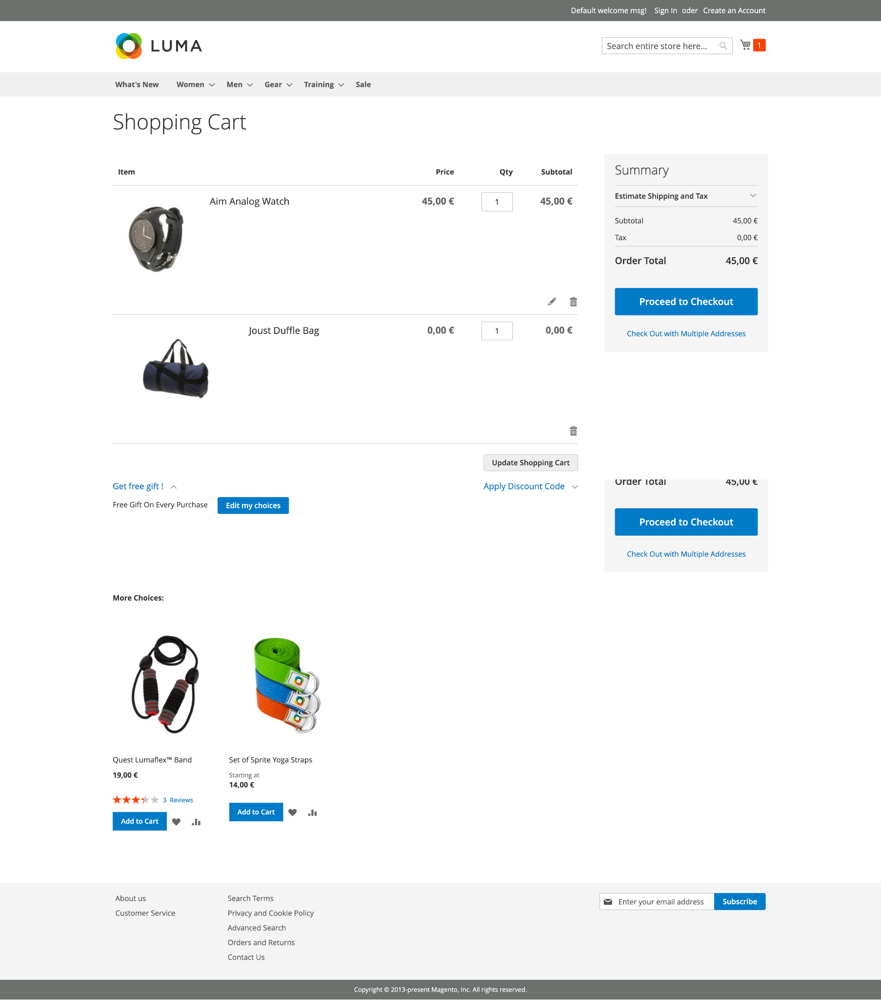 Default welcome msg! Sign In oder Create an Account
LUMA
Search entire store here...
1
What's New Women Men Gear Training Sale
Shopping Cart
Item Price Qty Subtotal
Aim Analog Watch 45,00 € 1 45,00 €
Joust Duffle Bag 0,00 € 1 0,00 €
Update Shopping Cart
Summary
Estimate Shipping and Tax
Subtotal 45,00 €
Tax 0,00 €
Order Total 45,00 €
Proceed to Checkout
Check Out with Multiple Addresses
Get free gift !
Apply Discount Code
Free Gift On Every Purchase
Edit my choices
Order Total 45,00 €
Proceed to Checkout
Check Out with Multiple Addresses
More Choices:
Quest Lumaflex™ Band
19,00 €
3 Reviews
Add to Cart
Set of Sprite Yoga Straps
Starting at
14,00 €
Add to Cart
About us
Customer Service
Search Terms
Privacy and Cookie Policy
Advanced Search
Orders and Returns
Contact Us
Enter your email address
Subscribe
Copyright © 2013-present Magento, Inc. All rights reserved.